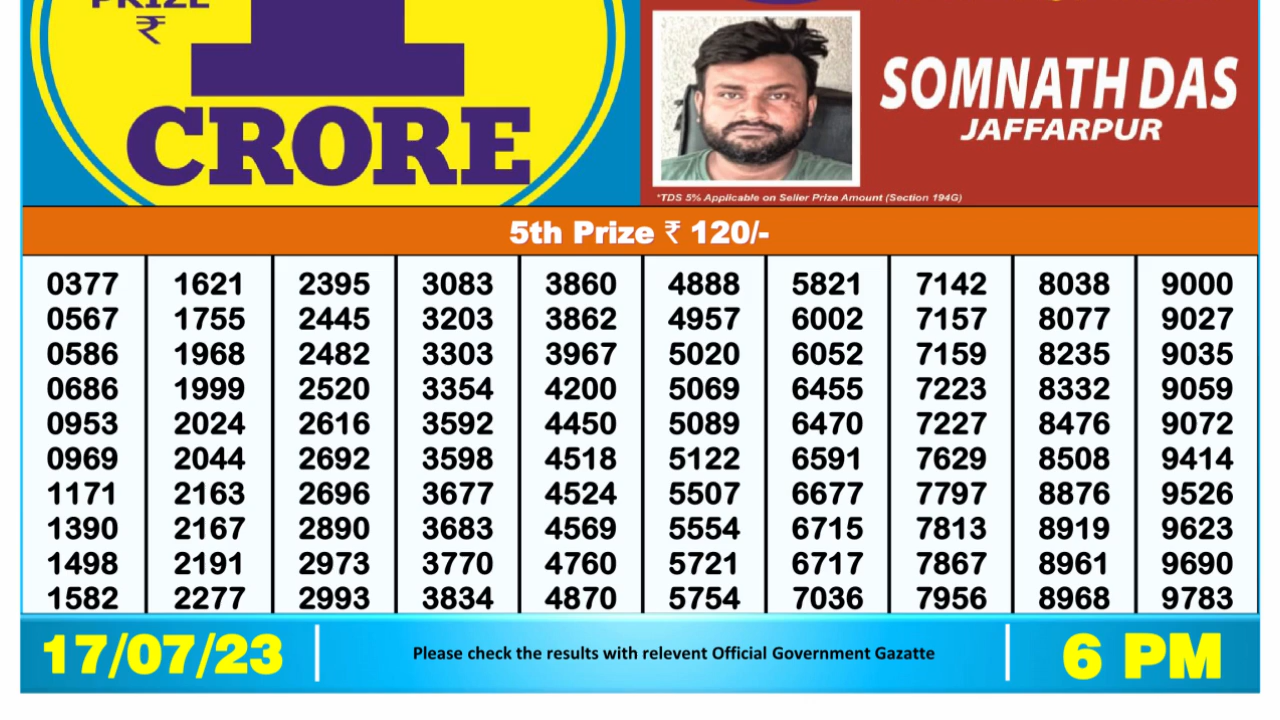 PRIZE
₹
1
CRORE
SOMNATH DAS
JAFFARPUR
*TDS 5% Applicable on Seller Prize Amount (Section 194G)
5th Prize ₹ 120/-
0377 1621 2395 3083 3860 4888 5821 7142 8038 9000
0567 1755 2445 3203 3862 4957 6002 7157 8077 9027
0586 1968 2482 3303 3967 5020 6052 7159 8235 9035
0686 1999 2520 3354 4200 5069 6455 7223 8332 9059
0953 2024 2616 3592 4450 5089 6470 7227 8476 9072
0969 2044 2692 3598 4518 5122 6591 7629 8508 9414
1171 2163 2696 3677 4524 5507 6677 7797 8876 9526
1390 2167 2890 3683 4569 5554 6715 7813 8919 9623
1498 2191 2973 3770 4760 5721 6717 7867 8961 9690
1582 2277 2993 3834 4870 5754 7036 7956 8968 9783
17/07/23
Please check the results with relevent Official Government Gazatte
6 PM